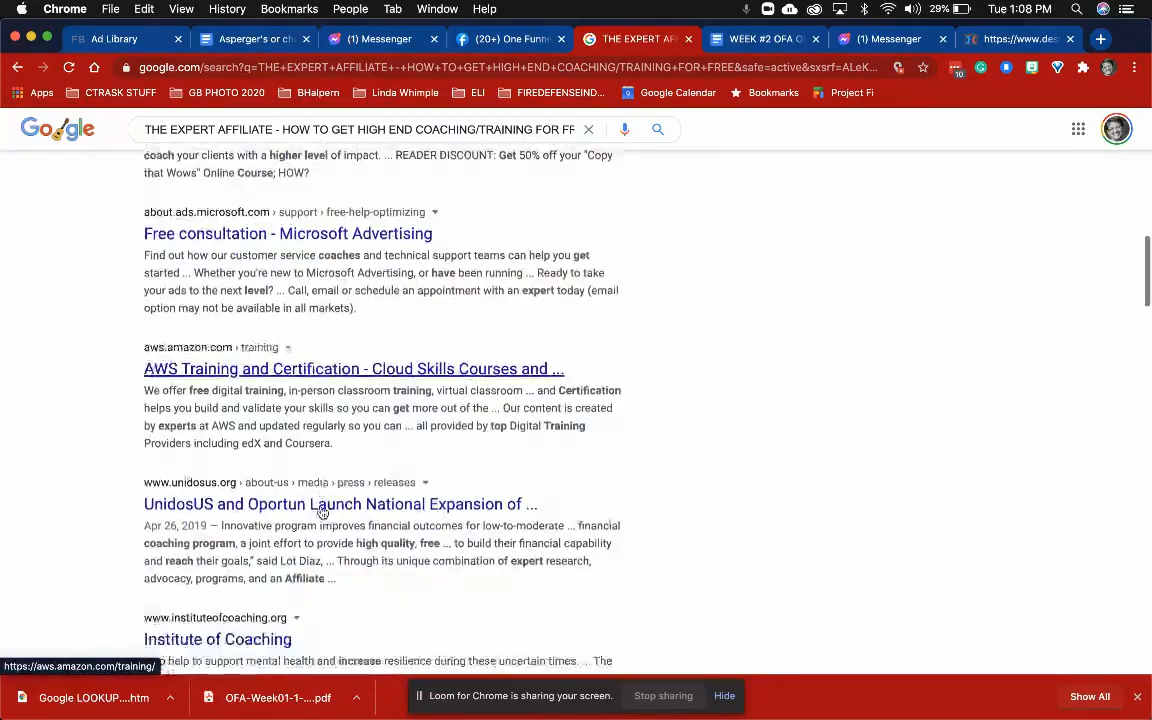 Chrome File Edit View History Bookmarks People Tab Window Help 29% Tue 1:08 PM
Ad Library
Asperger's or ch
(1) Messenger
(20+) One Funne
THE EXPERT AF
WEEK #2 OFA O
(1) Messenger
https://www.des
google.com/search?q=THE+EXPERT+AFFILIATE+-+HOW+TO+GET+HIGH+END+COACHING/TRAINING+FOR+FREE&safe=active&sxsrf=ALeK...
10
Apps CTRASK STUFF GB PHOTO 2020 BHalpern Linda Whimple ELI FIREDEFENSEIND... Google Calendar Bookmarks Project Fi
THE EXPERT AFFILIATE - HOW TO GET HIGH END COACHING/TRAINING FOR FF
coach your clients with a higher level of impact. ... READER DISCOUNT: Get 50% off your "Copy
that Wows" Online Course; HOW?
about.ads.microsoft.com › support › free-help-optimizing
Free consultation - Microsoft Advertising
Find out how our customer service coaches and technical support teams can help you get
started ... Whether you're new to Microsoft Advertising, or have been running ... Ready to take
your ads to the next level? ... Call, email or schedule an appointment with an expert today (email
option may not be available in all markets).
aws.amazon.com › training
AWS Training and Certification - Cloud Skills Courses and ...
We offer free digital training, in-person classroom training, virtual classroom ... and Certification
helps you build and validate your skills so you can get more out of the ... Our content is created
by experts at AWS and updated regularly so you can ... all provided by top Digital Training
Providers including edX and Coursera.
www.unidosus.org › about-us › media › press › releases
UnidosUS and Oportun Launch National Expansion of ...
Apr 26, 2019 — Innovative program improves financial outcomes for low-to-moderate ... financial
coaching program, a joint effort to provide high quality, free ... to build their financial capability
and reach their goals,” said Lot Diaz, ... Through its unique combination of expert research,
advocacy, programs, and an Affiliate ...
www.instituteofcoaching.org
Institute of Coaching
help to support mental health and increase resilience during these uncertain times. ... The
https://aws.amazon.com/training/
Google LOOKUP....htm
OFA-Week01-1-....pdf
Loom for Chrome is sharing your screen.
Stop sharing
Hide
Show All